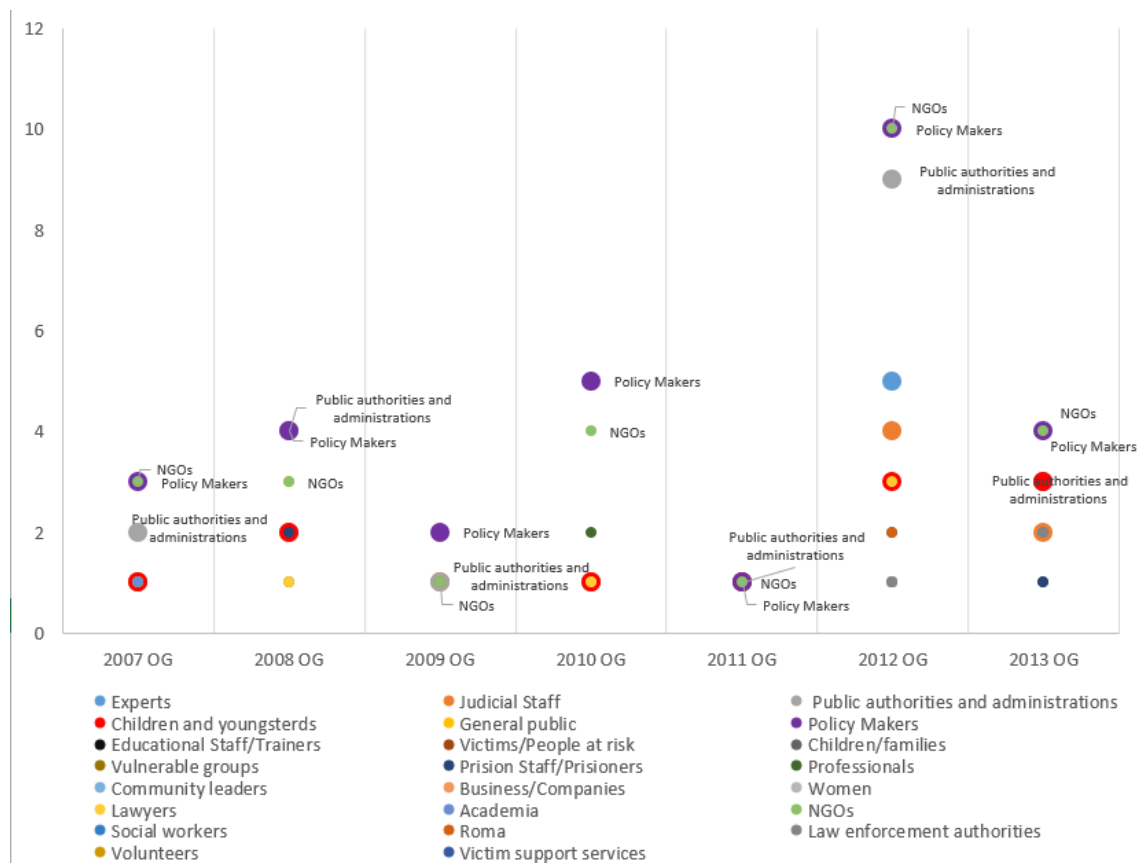 12
10
8
6
4
2
0
NGOs
Policy Makers
Public authorities and
administrations
Public authorities and
administrations
Policy Makers
NGOs
Policy Makers
Public authorities and
administrations
NGOs
Policy Makers
NGOs
Public authorities and
administrations
NGOs
Policy Makers
NGOs
Policy Makers
Public authorities and
administrations
NGOs
Policy Makers
Public authorities and
administrations
2007 OG
2008 OG
2009 OG
2010 OG
2011 OG
2012 OG
2013 OG
Experts
Judicial Staff
Public authorities and administrations
Children and youngsterds
General public
Policy Makers
Educational Staff/Trainers
Victims/People at risk
Children/families
Vulnerable groups
Prision Staff/Prisioners
Professionals
Community leaders
Business/Companies
Women
Lawyers
Academia
NGOs
Social workers
Roma
Law enforcement authorities
Volunteers
Victim support services